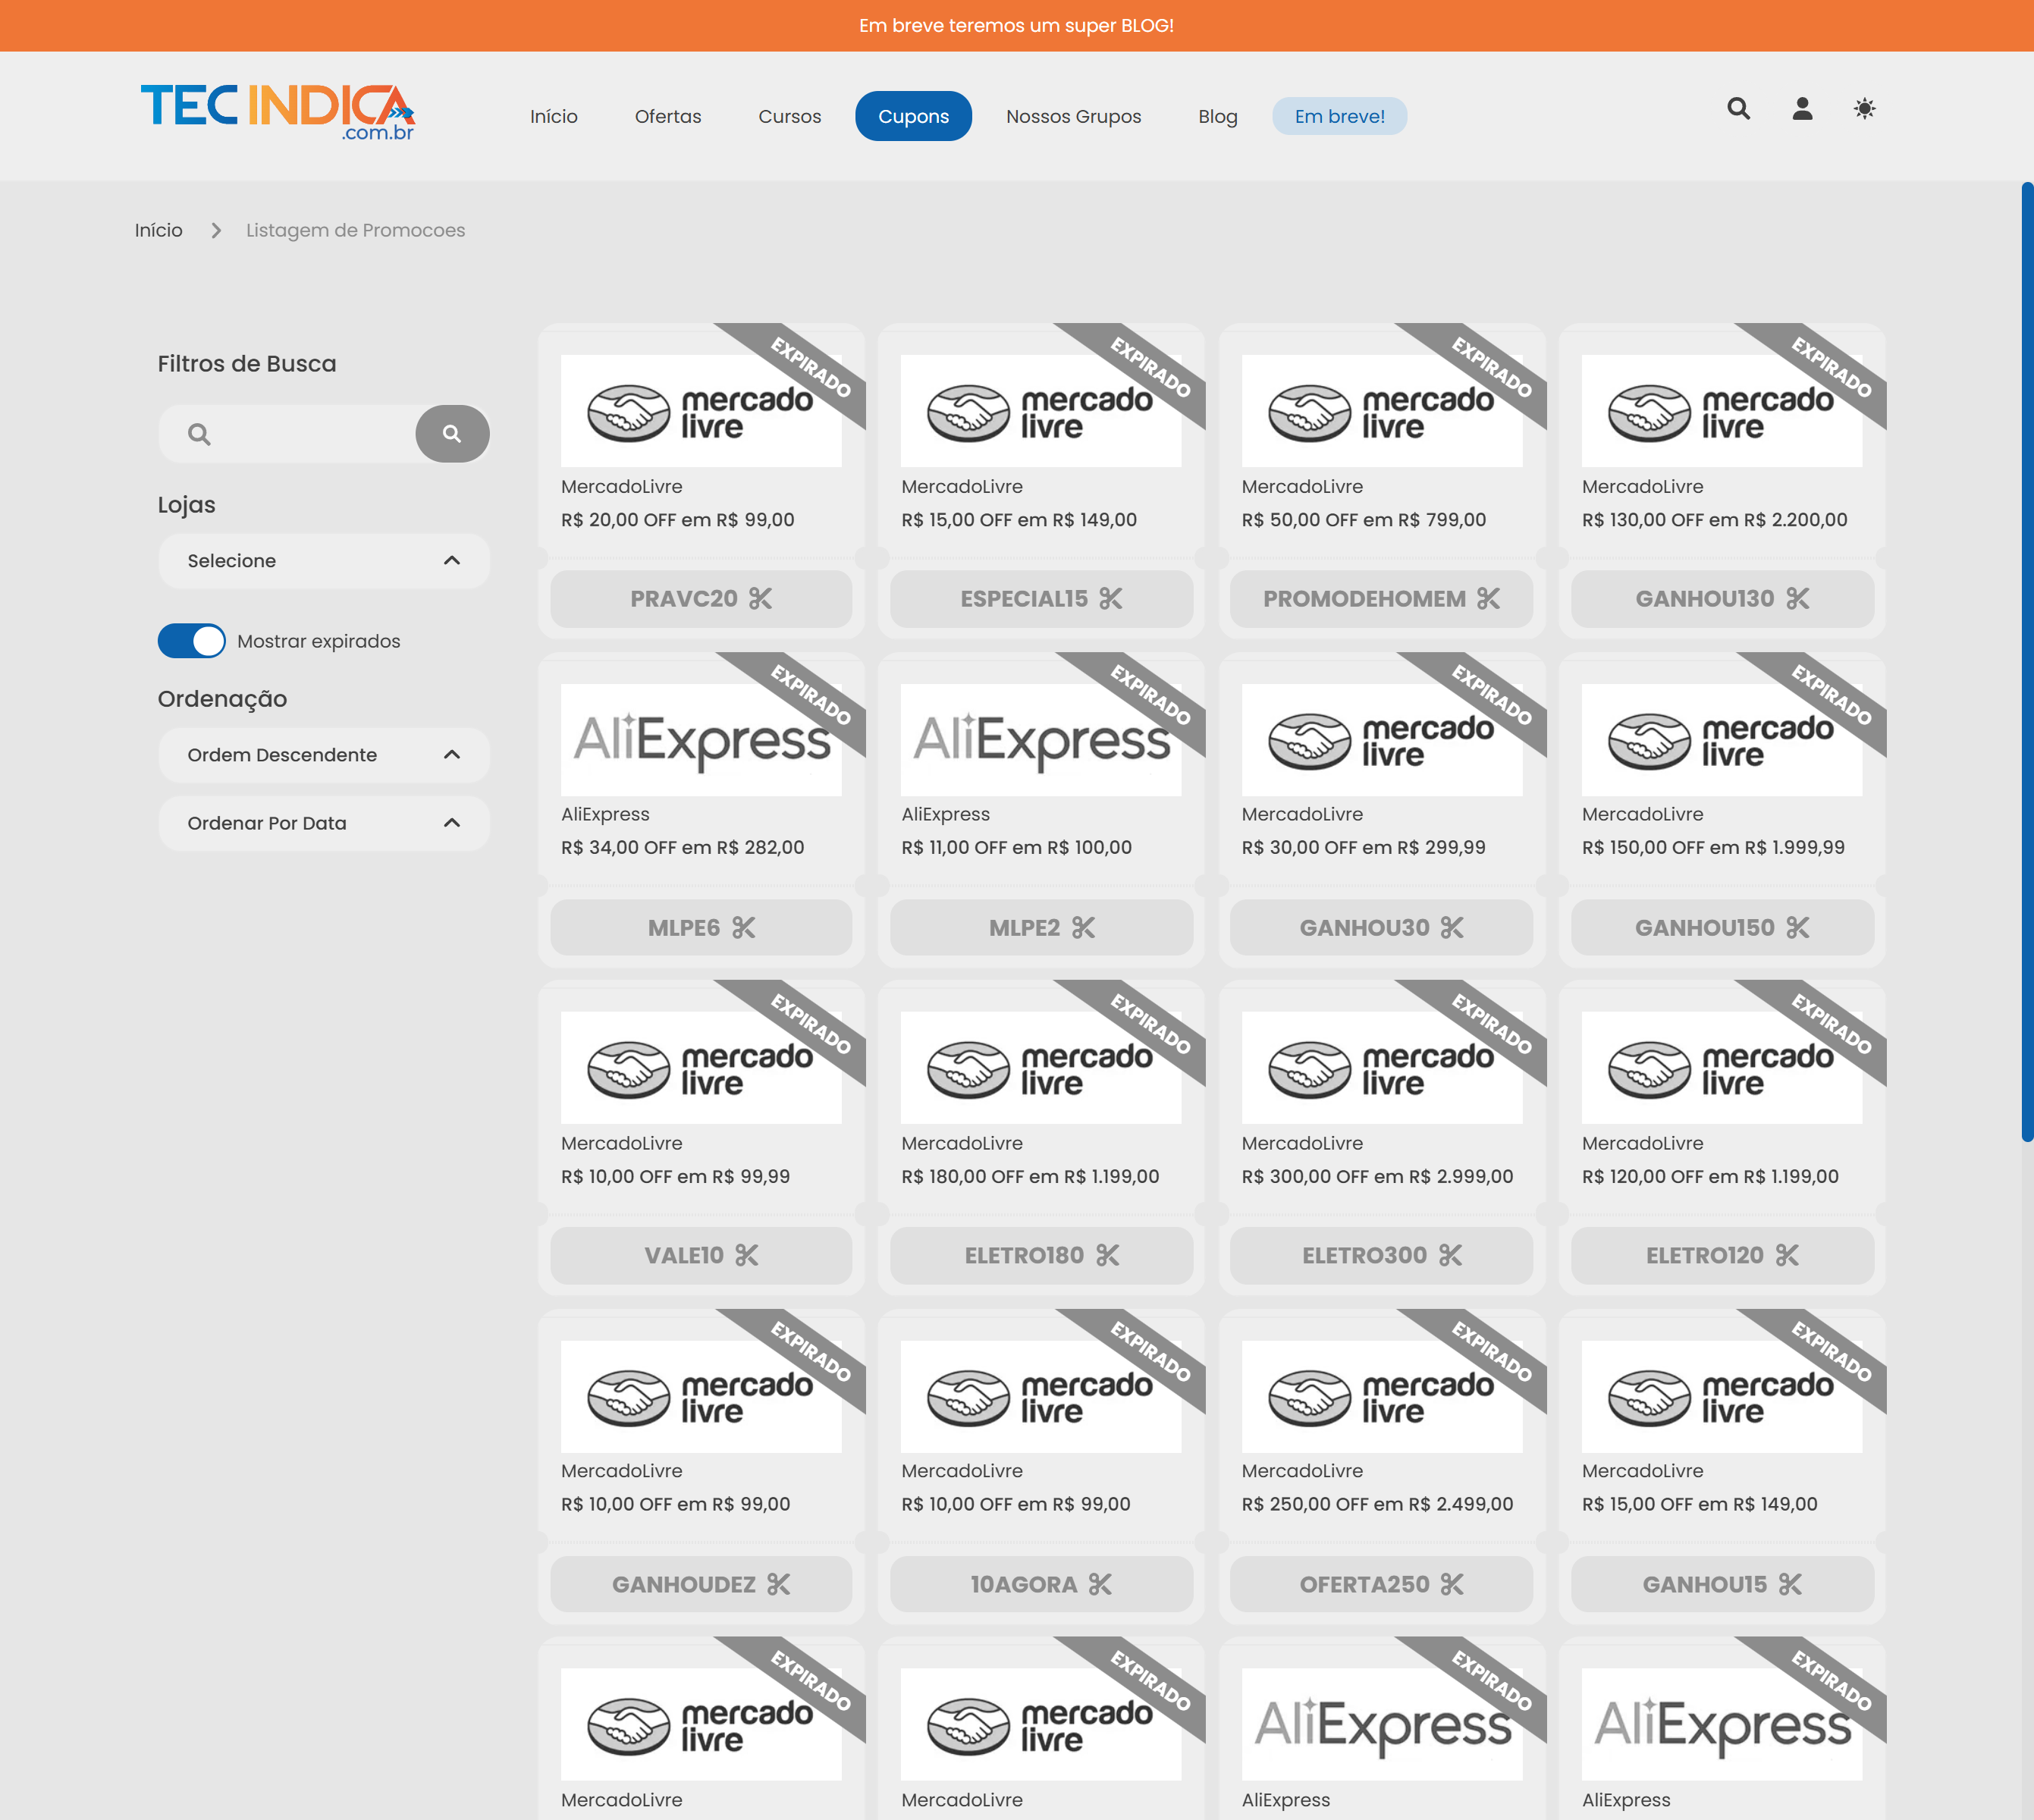 Em breve teremos um super BLOG!
TEC INDICA
.com.br
Início
Ofertas
Cursos
Cupons
Nossos Grupos
Blog
Em breve!
Início
Listagem de Promocoes
Filtros de Busca
Lojas
Selecione
Mostrar expirados
Ordenação
Ordem Descendente
Ordenar Por Data
EXPIRADO
mercado
livre
MercadoLivre
R$ 20,00 OFF em R$ 99,00
PRAVC20
EXPIRADO
mercado
livre
MercadoLivre
R$ 15,00 OFF em R$ 149,00
ESPECIAL15
EXPIRADO
mercado
livre
MercadoLivre
R$ 50,00 OFF em R$ 799,00
PROMODEHOMEM
EXPIRADO
mercado
livre
MercadoLivre
R$ 130,00 OFF em R$ 2.200,00
GANHOU130
EXPIRADO
AliExpress
AliExpress
R$ 34,00 OFF em R$ 282,00
MLPE6
EXPIRADO
AliExpress
AliExpress
R$ 11,00 OFF em R$ 100,00
MLPE2
EXPIRADO
mercado
livre
MercadoLivre
R$ 30,00 OFF em R$ 299,99
GANHOU30
EXPIRADO
mercado
livre
MercadoLivre
R$ 150,00 OFF em R$ 1.999,99
GANHOU150
EXPIRADO
mercado
livre
MercadoLivre
R$ 10,00 OFF em R$ 99,99
VALE10
EXPIRADO
mercado
livre
MercadoLivre
R$ 180,00 OFF em R$ 1.199,00
ELETRO180
EXPIRADO
mercado
livre
MercadoLivre
R$ 300,00 OFF em R$ 2.999,00
ELETRO300
EXPIRADO
mercado
livre
MercadoLivre
R$ 120,00 OFF em R$ 1.199,00
ELETRO120
EXPIRADO
mercado
livre
MercadoLivre
R$ 10,00 OFF em R$ 99,00
GANHOUDEZ
EXPIRADO
mercado
livre
MercadoLivre
R$ 10,00 OFF em R$ 99,00
10AGORA
EXPIRADO
mercado
livre
MercadoLivre
R$ 250,00 OFF em R$ 2.499,00
OFERTA250
EXPIRADO
mercado
livre
MercadoLivre
R$ 15,00 OFF em R$ 149,00
GANHOU15
EXPIRADO
mercado
livre
MercadoLivre
EXPIRADO
mercado
livre
MercadoLivre
EXPIRADO
AliExpress
AliExpress
EXPIRADO
AliExpress
AliExpress